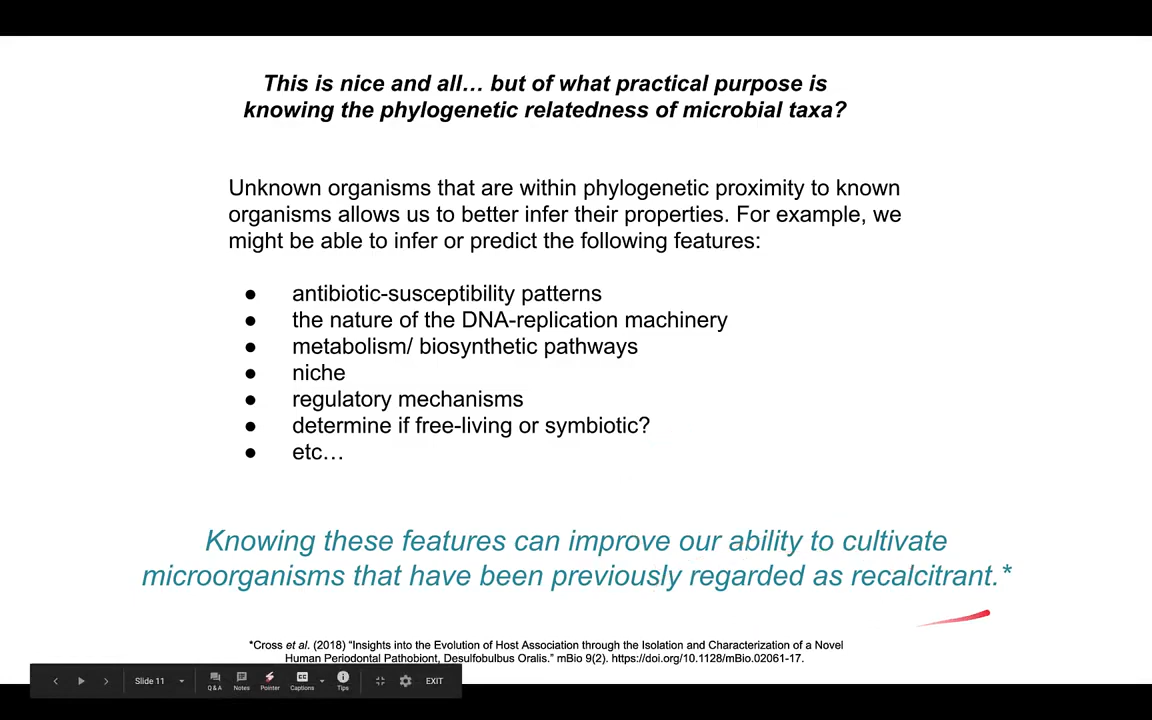 This is nice and all… but of what practical purpose is
knowing the phylogenetic relatedness of microbial taxa?
Unknown organisms that are within phylogenetic proximity to known
organisms allows us to better infer their properties. For example, we
might be able to infer or predict the following features:
● antibiotic-susceptibility patterns
● the nature of the DNA-replication machinery
● metabolism/ biosynthetic pathways
● niche
● regulatory mechanisms
● determine if free-living or symbiotic?
● etc…
Knowing these features can improve our ability to cultivate
microorganisms that have been previously regarded as recalcitrant.*
*Cross et al. (2018) “Insights into the Evolution of Host Association through the Isolation and Characterization of a Novel
Human Periodontal Pathobiont, Desulfobulbus Oralis.” mBio 9(2). https://doi.org/10.1128/mBio.02061-17.
Slide 11 Q&A Notes Pointer CC Captions Tips EXIT